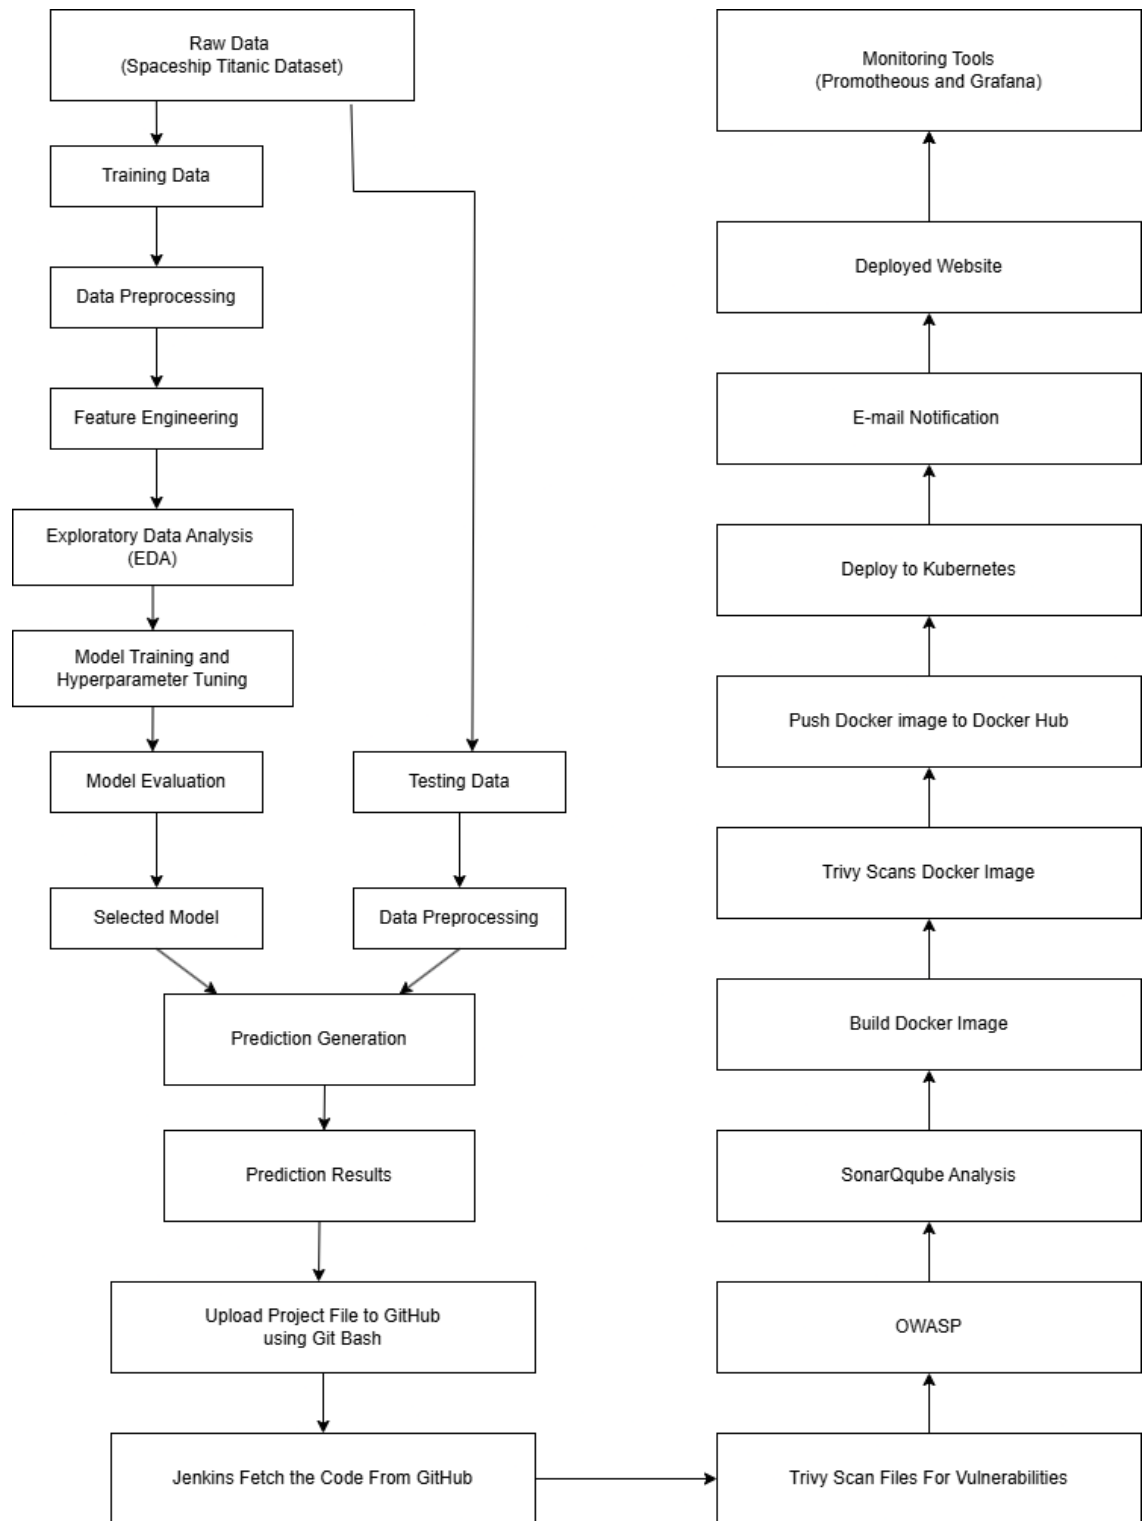 Raw Data
(Spaceship Titanic Dataset)
Training Data
Data Preprocessing
Feature Engineering
Exploratory Data Analysis
(EDA)
Model Training and
Hyperparameter Tuning
Model Evaluation
Testing Data
Selected Model
Data Preprocessing
Prediction Generation
Prediction Results
Upload Project File to GitHub
using Git Bash
Jenkins Fetch the Code From GitHub
Trivy Scan Files For Vulnerabilities
OWASP
SonarQqube Analysis
Build Docker Image
Trivy Scans Docker Image
Push Docker image to Docker Hub
Deploy to Kubernetes
E-mail Notification
Deployed Website
Monitoring Tools
(Promotheous and Grafana)